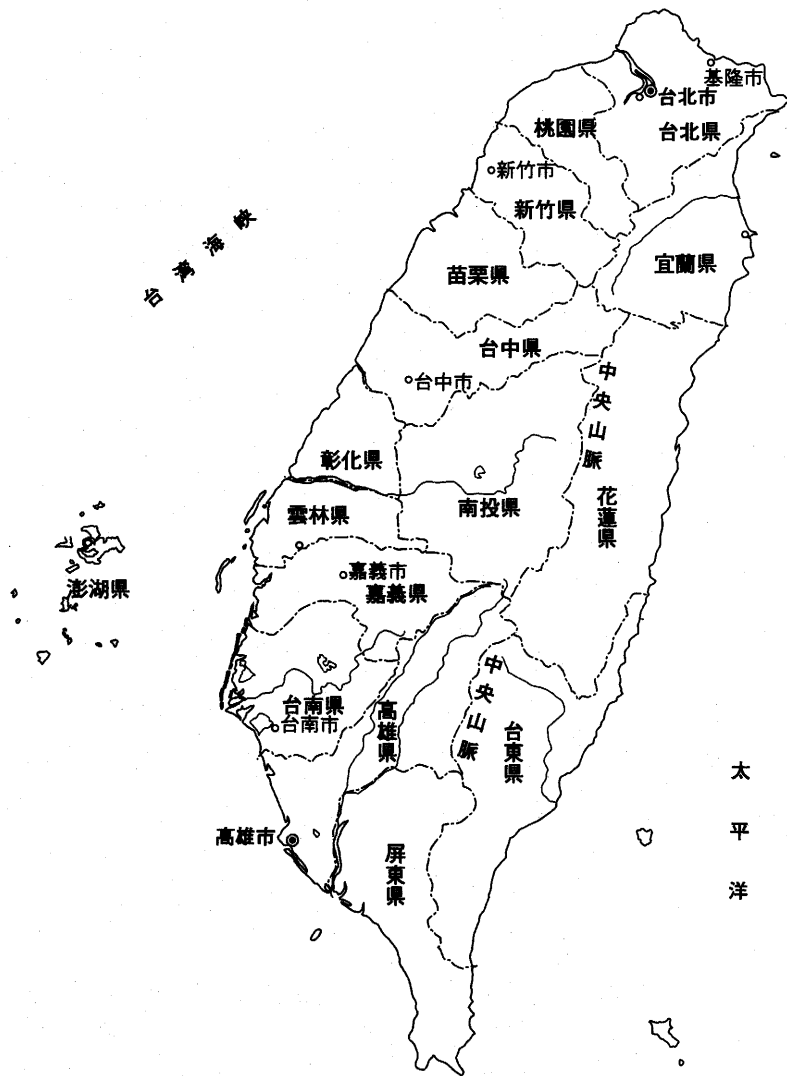 基隆市
台北市
台北県
桃園県
新竹市
新竹県
宜蘭県
苗栗県
台湾海峡
台中県
台中市
中央山脈
彰化県
南投県
花蓮県
雲林県
嘉義市
嘉義県
澎湖県
中央山脈
台南県
台南市
高雄県
台東県
太平洋
高雄市
屏東県